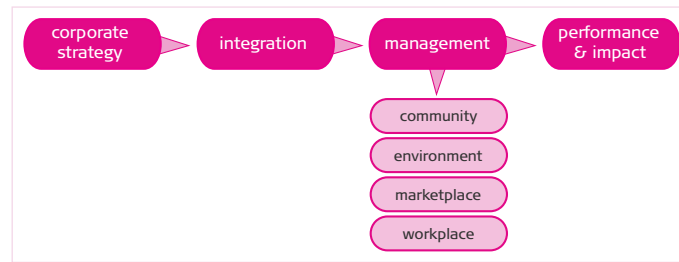 corporate
strategy
integration
management
performance
& impact
community
environment
marketplace
workplace